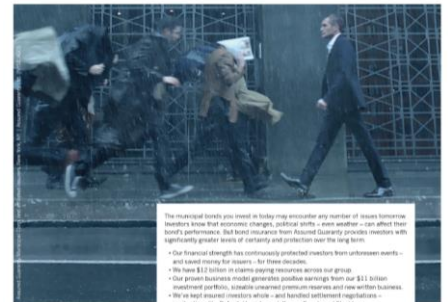 The municipal bonds you invest in today may encounter any number of issues tomorrow.
Investors know that economic changes, political shifts – even weather – can affect their
bond's performance. But bond insurance from Assured Guaranty provides investors with
significantly greater levels of certainty and protection over the long term.
• Our financial strength has continuously protected investors from unforeseen events –
and saved money for issuers – for three decades.
• We have $12 billion in claims-paying resources across our group.
• Our proven business model generates positive earnings from our $11 billion
investment portfolio, sizeable unearned premium reserves and new written business.
• We've kept insured investors whole – and handled settlement negotiations –